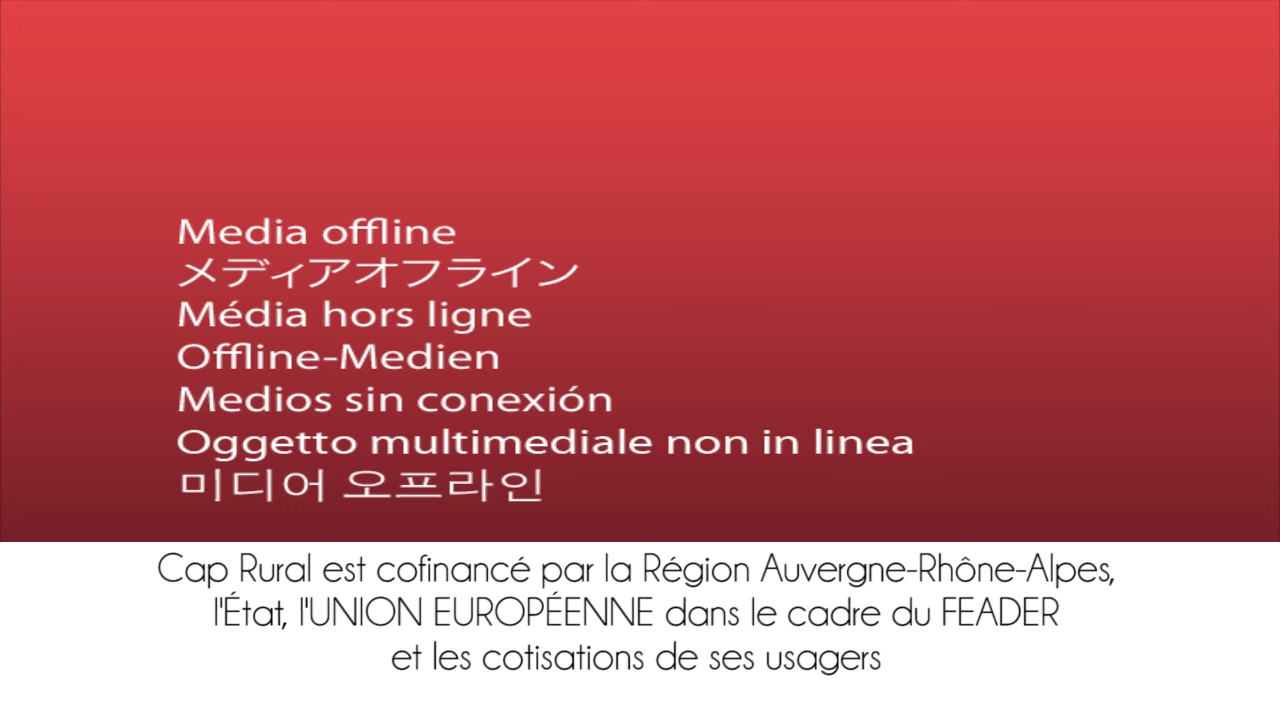 Media offline
メディアオフライン
Média hors ligne
Offline-Medien
Medios sin conexión
Oggetto multimediale non in linea
미디어 오프라인
Cap Rural est cofinancé par la Région Auvergne-Rhône-Alpes,
l'État, l'UNION EUROPÉENNE dans le cadre du FEADER
et les cotisations de ses usagers